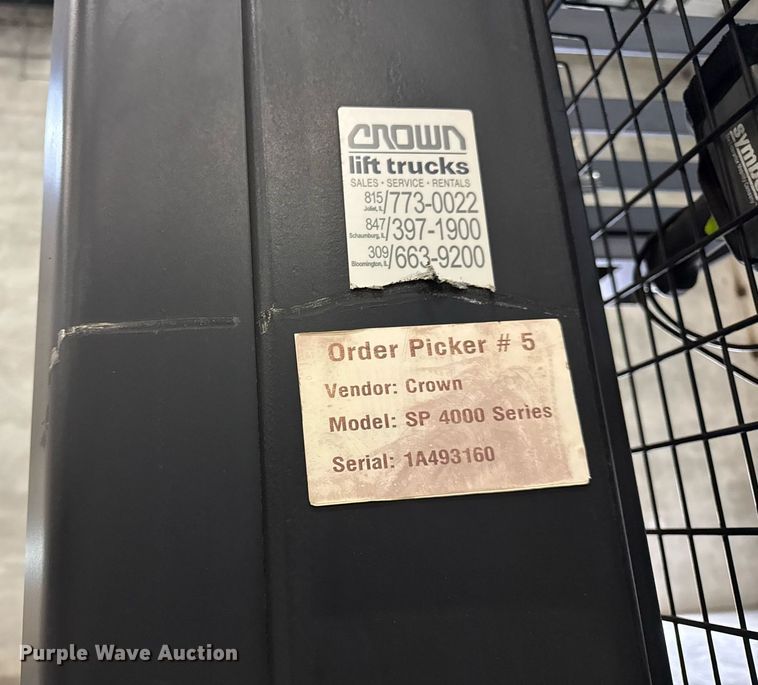 CROWN
lift trucks
SALES • SERVICE • RENTALS
815/773-0022
Joliet, IL
847/397-1900
Schaumburg, IL
309/663-9200
Bloomington, IL
symbol
Order Picker # 5
Vendor: Crown
Model: SP 4000 Series
Serial: 1A493160
Purple Wave Auction